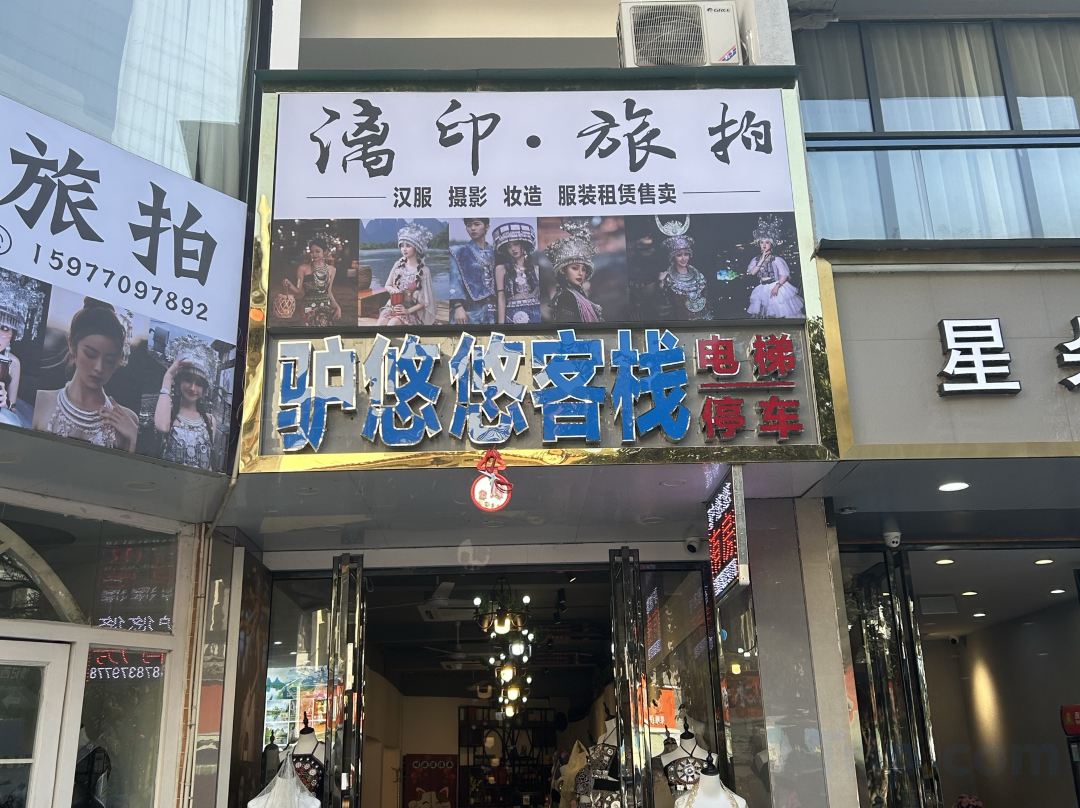 旅拍
15977097892
漓印·旅拍
汉服 摄影 妆造 服装租赁售卖
驴悠悠客栈
电梯
停车
星
GREE